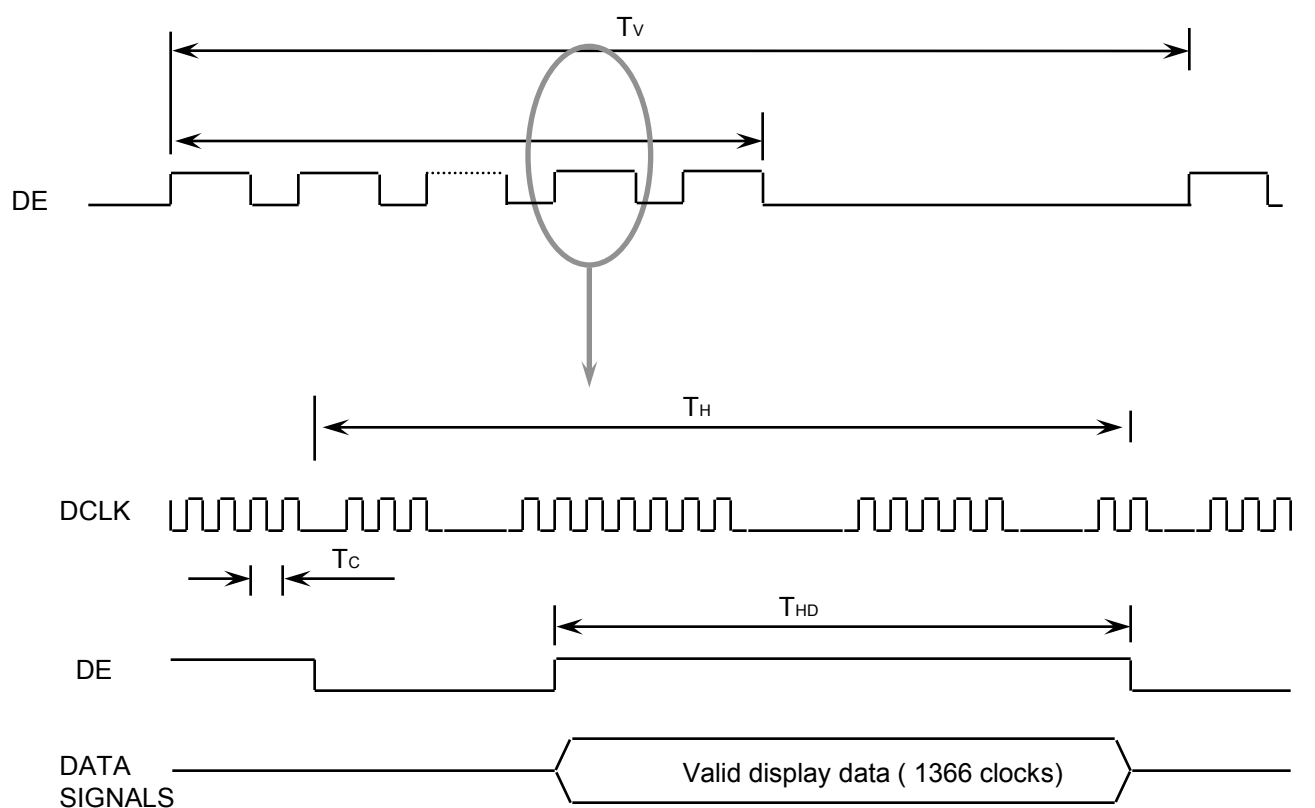 TV
DE
TH
DCLK
TC
THD
DE
DATA
SIGNALS
Valid display data ( 1366 clocks)